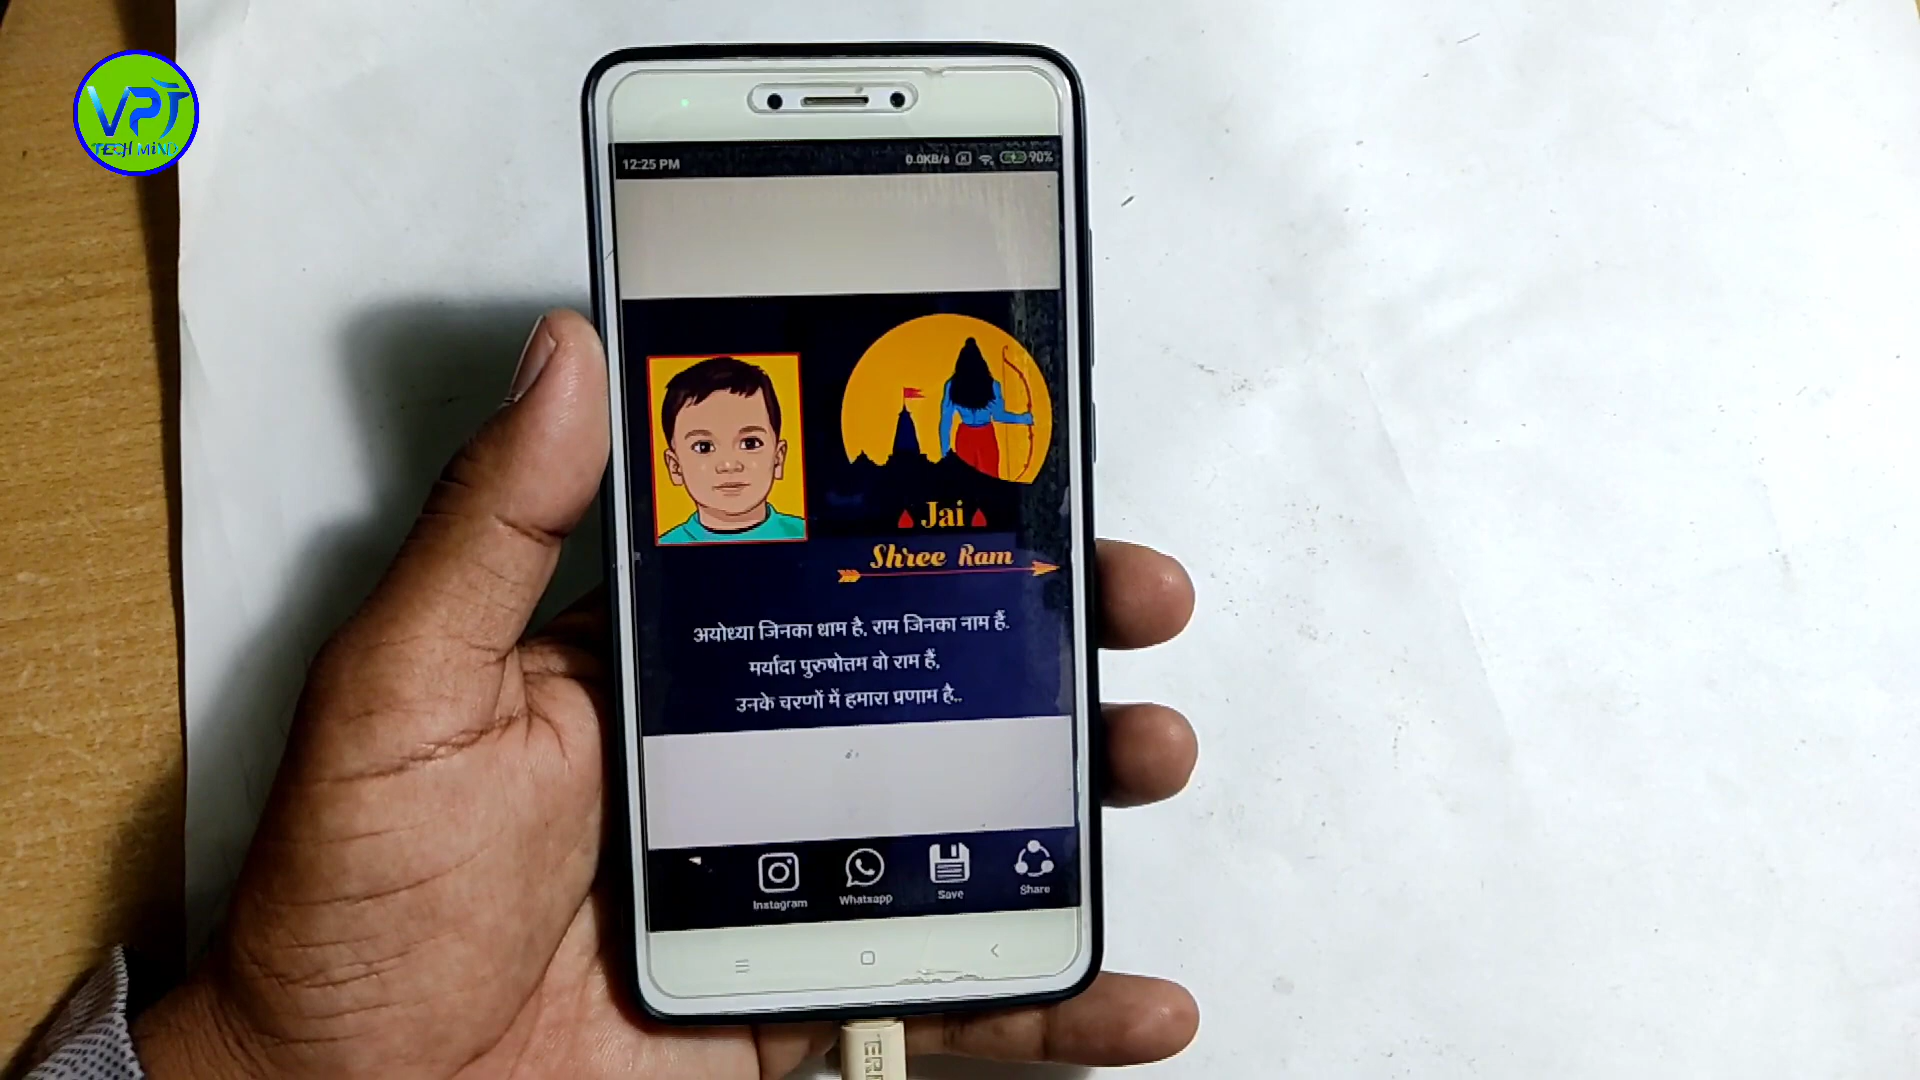 VPT
TECH MIND
12:25 PM
0.0KB/s
90%
Jai
Shree Ram
अयोध्या जिनका धाम है, राम जिनका नाम हैं.
मर्यादा पुरुषोत्तम वो राम हैं,
उनके चरणों में हमारा प्रणाम है..
Instagram
Whatsapp
Save
Share